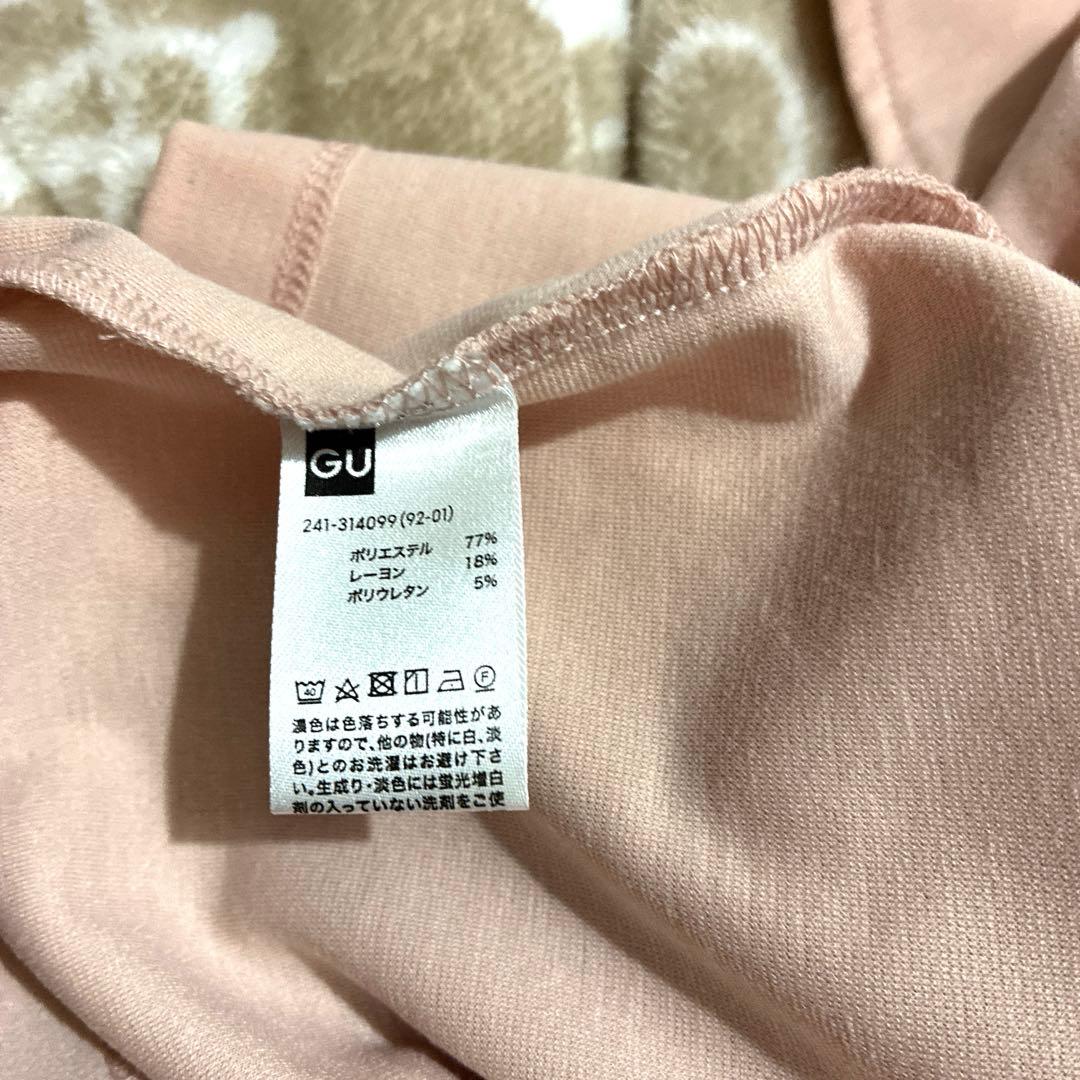 GU
241-314099(92-01)
ポリエステル 77%
レーヨン 18%
ポリウレタン 5%
40 F
濃色は色落ちする可能性があ
りますので、他の物(特に白、淡
色)とのお洗濯はお避け下さ
い。生成り・淡色には蛍光増白
剤の入っていない洗剤をご使